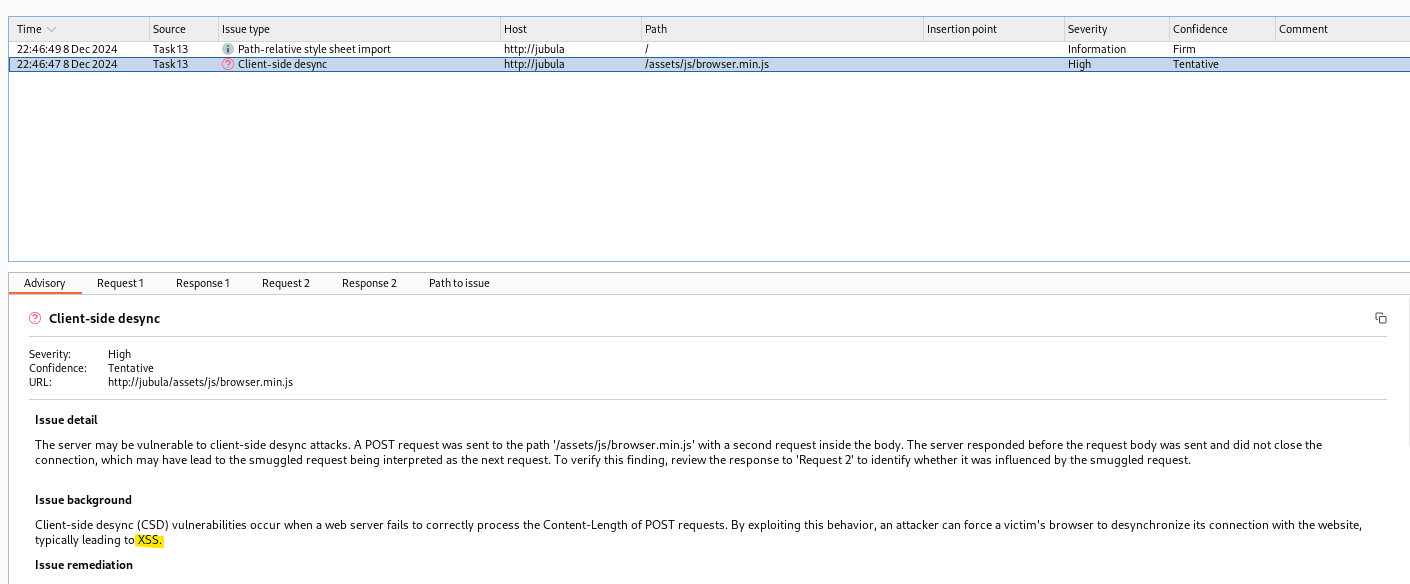 Time Source Issue type Host Path Insertion point Severity Confidence Comment
22:46:49 8 Dec 2024 Task 13 Path-relative style sheet import http://jubula / Information Firm
22:46:47 8 Dec 2024 Task 13 Client-side desync http://jubula /assets/js/browser.min.js High Tentative
Advisory Request 1 Response 1 Request 2 Response 2 Path to issue
Client-side desync
Severity: High
Confidence: Tentative
URL: http://jubula/assets/js/browser.min.js
Issue detail
The server may be vulnerable to client-side desync attacks. A POST request was sent to the path '/assets/js/browser.min.js' with a second request inside the body. The server responded before the request body was sent and did not close the
connection, which may have lead to the smuggled request being interpreted as the next request. To verify this finding, review the response to 'Request 2' to identify whether it was influenced by the smuggled request.
Issue background
Client-side desync (CSD) vulnerabilities occur when a web server fails to correctly process the Content-Length of POST requests. By exploiting this behavior, an attacker can force a victim's browser to desynchronize its connection with the website,
typically leading to XSS.
Issue remediation